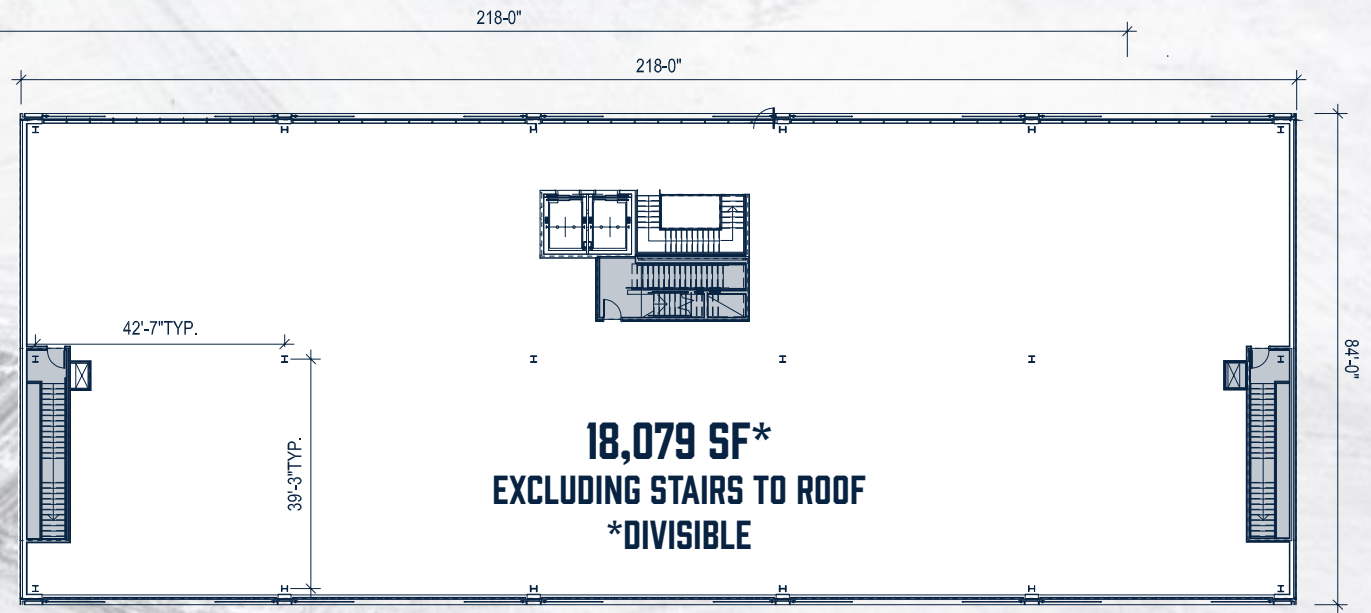 218-0"
218-0"
42'-7"TYP.
84'-0"
39'-3"TYP.
18,079 SF*
EXCLUDING STAIRS TO ROOF
*DIVISIBLE